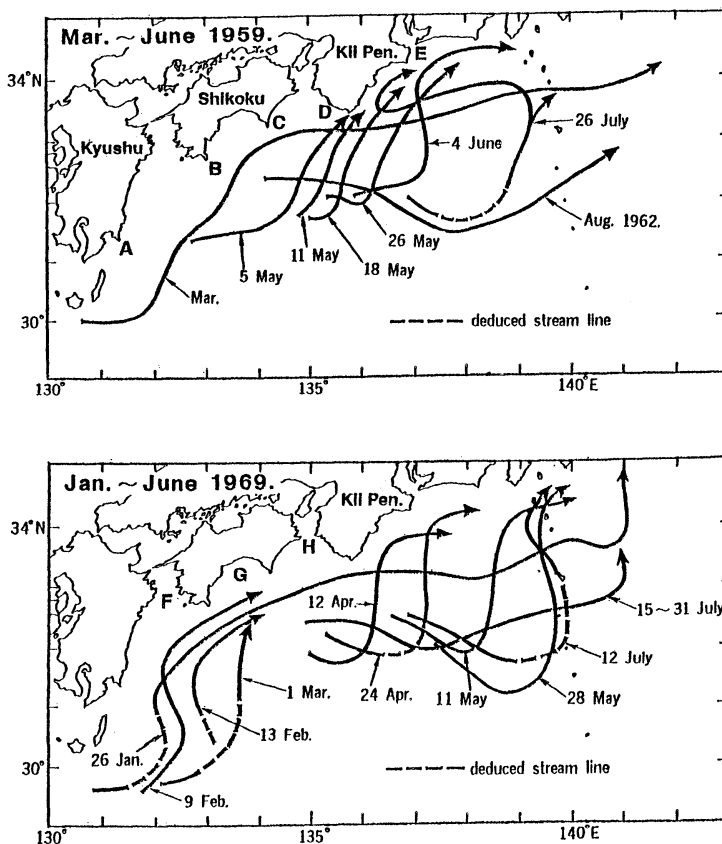 Mar. ~ June 1959.
Kii Pen.
E
34°N
Shikoku
D
C
Kyushu
B
A
4 June
26 July
Aug. 1962.
26 May
18 May
11 May
5 May
Mar.
30°
deduced stream line
130°
135°
140°E
Jan. ~ June 1969.
Kii Pen.
34°N
H
G
F
12 Apr.
15 ~ 31 July
12 July
28 May
11 May
24 Apr.
1 Mar.
13 Feb.
26 Jan.
9 Feb.
30°
deduced stream line
130°
135°
140°E